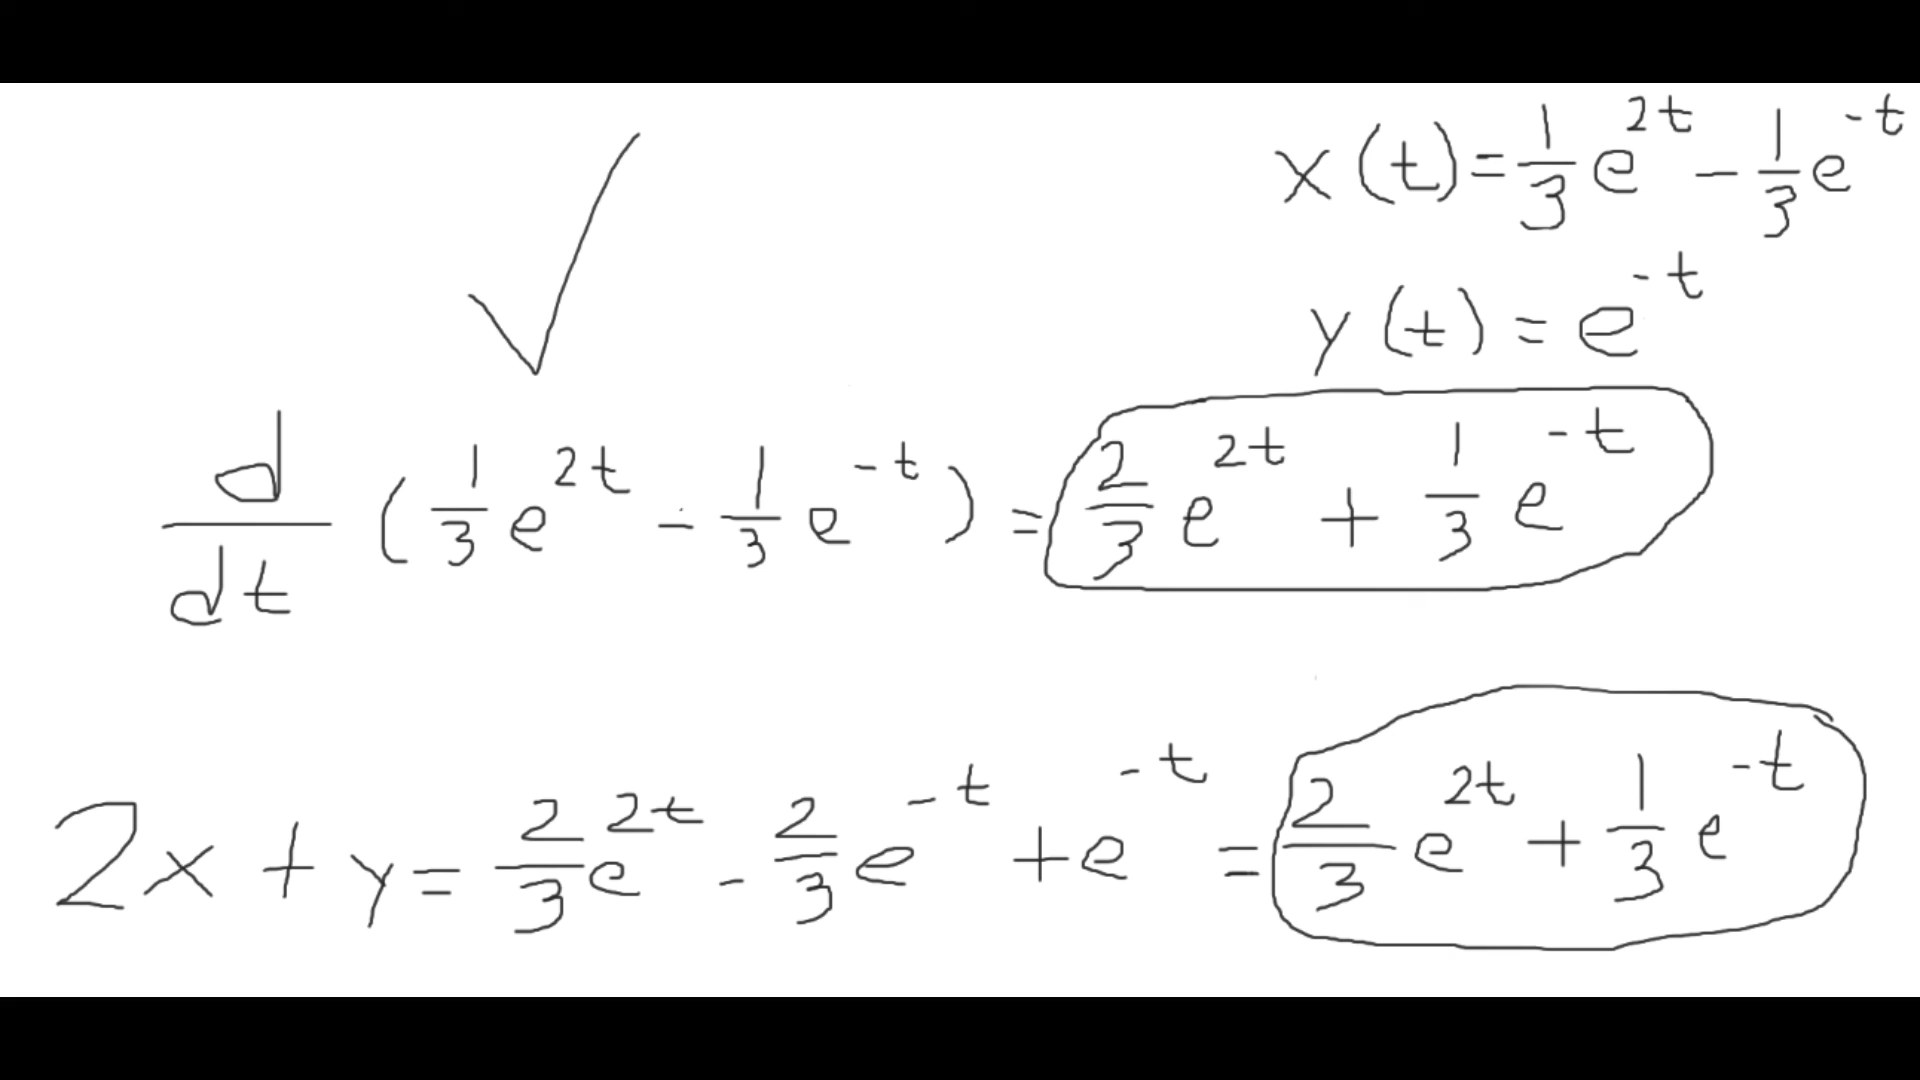 x(t) = 1/3 e^{2t} - 1/3 e^{-t}
y(t) = e^{-t}
d/dt (1/3 e^{2t} - 1/3 e^{-t}) = 2/3 e^{2t} + 1/3 e^{-t}
2x + y = 2/3 e^{2t} - 2/3 e^{-t} + e^{-t} = 2/3 e^{2t} + 1/3 e^{-t}